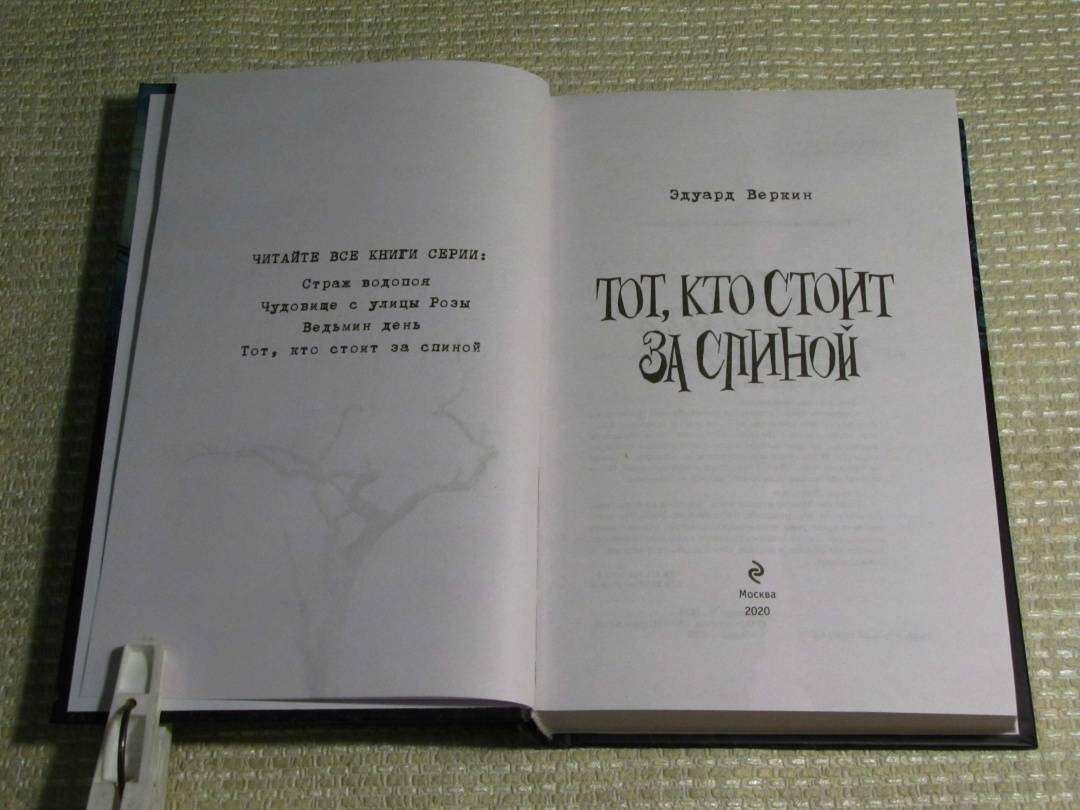 ЧИТАЙТЕ ВСЕ КНИГИ СЕРИИ:
Страж водопоя
Чудовище с улицы Розы
Ведьмин день
Тот, кто стоит за спиной
Эдуард Веркин
ТОТ, КТО СТОИТ
ЗА СПИНОЙ
Москва
2020